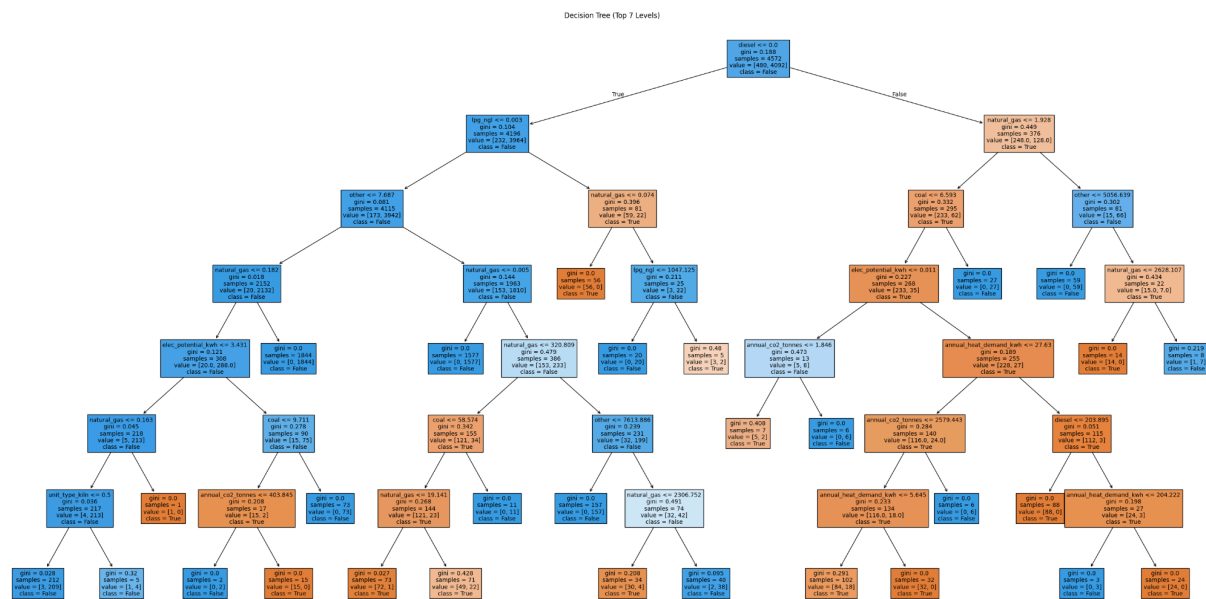 Decision Tree (Top 7 Levels)
diesel <= 0.0
gini = 0.188
samples = 4572
value = [480, 4092]
class = False
True
False
lpg_ngl <= 0.003
gini = 0.104
samples = 4196
value = [232, 3964]
class = False
natural_gas <= 1.928
gini = 0.449
samples = 376
value = [248.0, 128.0]
class = True
other <= 7.687
gini = 0.081
samples = 4115
value = [173, 3942]
class = False
natural_gas <= 0.074
gini = 0.396
samples = 81
value = [59, 22]
class = True
coal <= 6.593
gini = 0.332
samples = 295
value = [233, 62]
class = True
other <= 5056.639
gini = 0.302
samples = 81
value = [15, 66]
class = False
natural_gas <= 0.182
gini = 0.018
samples = 2152
value = [20, 2132]
class = False
natural_gas <= 0.005
gini = 0.144
samples = 1963
value = [153, 1810]
class = False
gini = 0.0
samples = 56
value = [56, 0]
class = True
lpg_ngl <= 1047.125
gini = 0.211
samples = 25
value = [3, 22]
class = False
elec_potential_kwh <= 0.011
gini = 0.227
samples = 268
value = [233, 35]
class = True
gini = 0.0
samples = 27
value = [0, 27]
class = False
gini = 0.0
samples = 59
value = [0, 59]
class = False
natural_gas <= 2628.107
gini = 0.434
samples = 22
value = [15.0, 7.0]
class = True
elec_potential_kwh <= 3.431
gini = 0.121
samples = 308
value = [20.0, 288.0]
class = False
gini = 0.0
samples = 1844
value = [0, 1844]
class = False
gini = 0.0
samples = 1577
value = [0, 1577]
class = False
natural_gas <= 320.809
gini = 0.479
samples = 386
value = [153, 233]
class = False
gini = 0.0
samples = 20
value = [0, 20]
class = False
gini = 0.48
samples = 5
value = [3, 2]
class = True
annual_co2_tonnes <= 1.846
gini = 0.473
samples = 13
value = [5, 8]
class = False
annual_heat_demand_kwh <= 27.63
gini = 0.189
samples = 255
value = [228, 27]
class = True
gini = 0.0
samples = 14
value = [14, 0]
class = True
gini = 0.219
samples = 8
value = [1, 7]
class = False
natural_gas <= 0.163
gini = 0.045
samples = 218
value = [5, 213]
class = False
coal <= 9.711
gini = 0.278
samples = 90
value = [15, 75]
class = False
coal <= 58.574
gini = 0.342
samples = 155
value = [121, 34]
class = True
other <= 7613.886
gini = 0.239
samples = 231
value = [32, 199]
class = False
gini = 0.408
samples = 7
value = [5, 2]
class = True
gini = 0.0
samples = 6
value = [0, 6]
class = False
annual_co2_tonnes <= 2579.443
gini = 0.284
samples = 140
value = [116.0, 24.0]
class = True
diesel <= 203.895
gini = 0.051
samples = 115
value = [112, 3]
class = True
unit_type_kiln <= 0.5
gini = 0.036
samples = 217
value = [4, 213]
class = False
gini = 0.0
samples = 1
value = [1, 0]
class = True
annual_co2_tonnes <= 403.845
gini = 0.208
samples = 17
value = [15, 2]
class = True
gini = 0.0
samples = 73
value = [0, 73]
class = False
natural_gas <= 19.141
gini = 0.268
samples = 144
value = [121, 23]
class = True
gini = 0.0
samples = 11
value = [0, 11]
class = False
gini = 0.0
samples = 157
value = [0, 157]
class = False
natural_gas <= 2306.752
gini = 0.491
samples = 74
value = [32, 42]
class = False
annual_heat_demand_kwh <= 5.645
gini = 0.233
samples = 134
value = [116.0, 18.0]
class = True
gini = 0.0
samples = 6
value = [0, 6]
class = False
gini = 0.0
samples = 88
value = [88, 0]
class = True
annual_heat_demand_kwh <= 204.222
gini = 0.198
samples = 27
value = [24, 3]
class = True
gini = 0.028
samples = 212
value = [3, 209]
class = False
gini = 0.32
samples = 5
value = [1, 4]
class = False
gini = 0.0
samples = 2
value = [0, 2]
class = False
gini = 0.0
samples = 15
value = [15, 0]
class = True
gini = 0.027
samples = 73
value = [72, 1]
class = True
gini = 0.428
samples = 71
value = [49, 22]
class = True
gini = 0.208
samples = 34
value = [30, 4]
class = True
gini = 0.095
samples = 40
value = [2, 38]
class = False
gini = 0.291
samples = 102
value = [84, 18]
class = True
gini = 0.0
samples = 32
value = [32, 0]
class = True
gini = 0.0
samples = 3
value = [0, 3]
class = False
gini = 0.0
samples = 24
value = [24, 0]
class = True